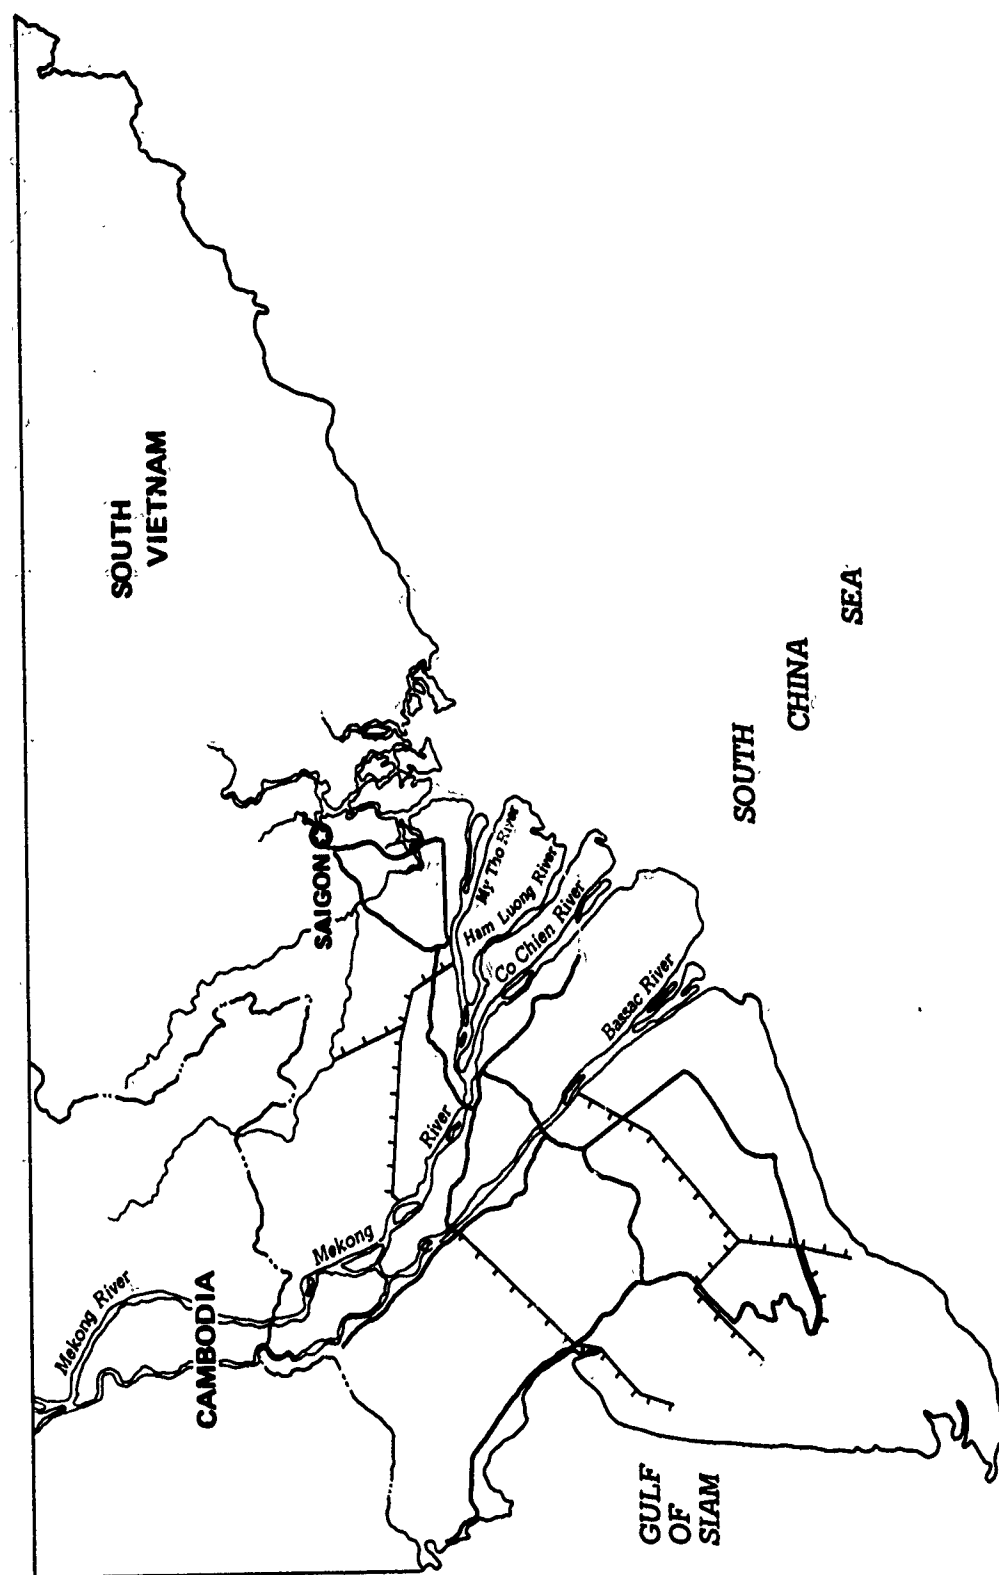 SOUTH
VIETNAM
CAMBODIA
Mekong River
Mekong
River
SAIGON
My Tho River
Ham Luong River
Co Chien River
Bassac River
SOUTH
CHINA
SEA
GULF
OF
SIAM